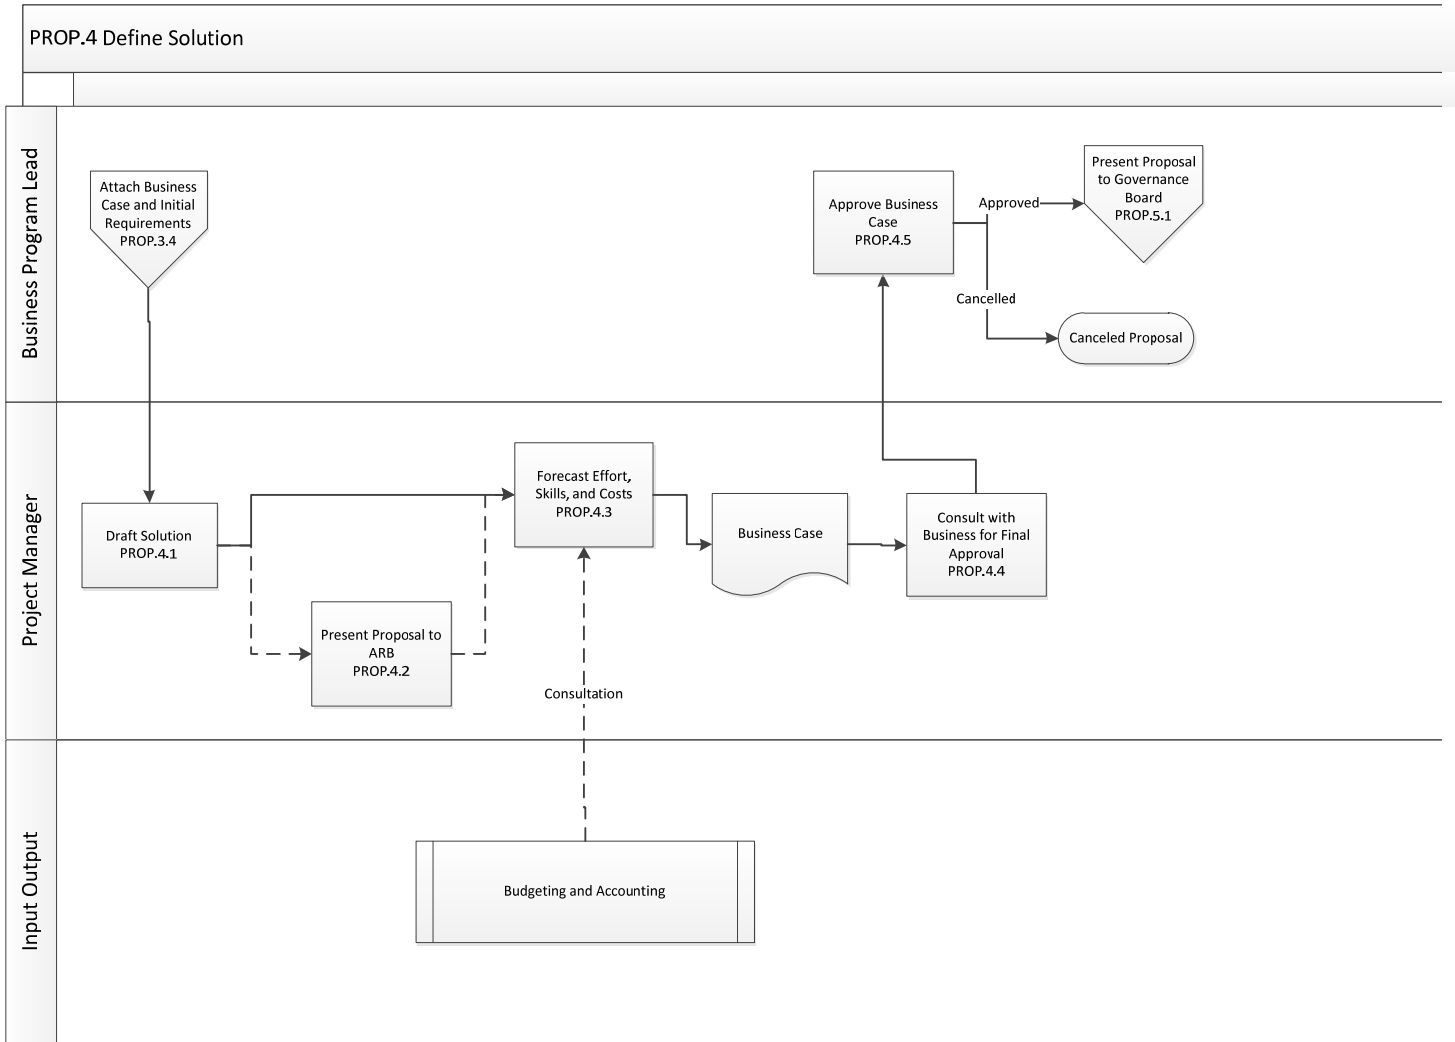 PROP.4 Define Solution
Business Program Lead
Attach Business
Case and Initial
Requirements
PROP.3.4
Approve Business
Case
PROP.4.5
Approved
Present Proposal
to Governance
Board
PROP.5.1
Cancelled
Canceled Proposal
Project Manager
Draft Solution
PROP.4.1
Present Proposal to
ARB
PROP.4.2
Forecast Effort,
Skills, and Costs
PROP.4.3
Business Case
Consult with
Business for Final
Approval
PROP.4.4
Consultation
Input Output
Budgeting and Accounting